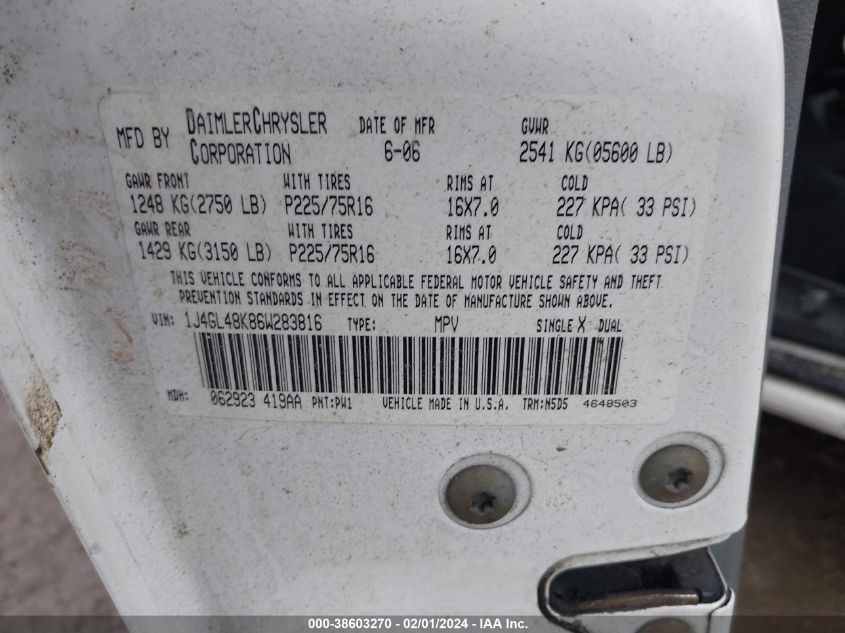 MFD BY DAIMLERCHRYSLER CORPORATION DATE OF MFR 6-06 GVWR 2541 KG(05600 LB)
GAWR FRONT WITH TIRES RIMS AT COLD
1248 KG(2750 LB) P225/75R16 16X7.0 227 KPA( 33 PSI)
GAWR REAR WITH TIRES RIMS AT COLD
1429 KG(3150 LB) P225/75R16 16X7.0 227 KPA( 33 PSI)
THIS VEHICLE CONFORMS TO ALL APPLICABLE FEDERAL MOTOR VEHICLE SAFETY AND THEFT
PREVENTION STANDARDS IN EFFECT ON THE DATE OF MANUFACTURE SHOWN ABOVE.
VIN: 1J4GL48K86W283816 TYPE: MPV SINGLE X DUAL
MDH: 062923 419AA PNT:PW1 VEHICLE MADE IN U.S.A. TRM:N5D5 4648503
000-38603270 - 02/01/2024 - IAA Inc.